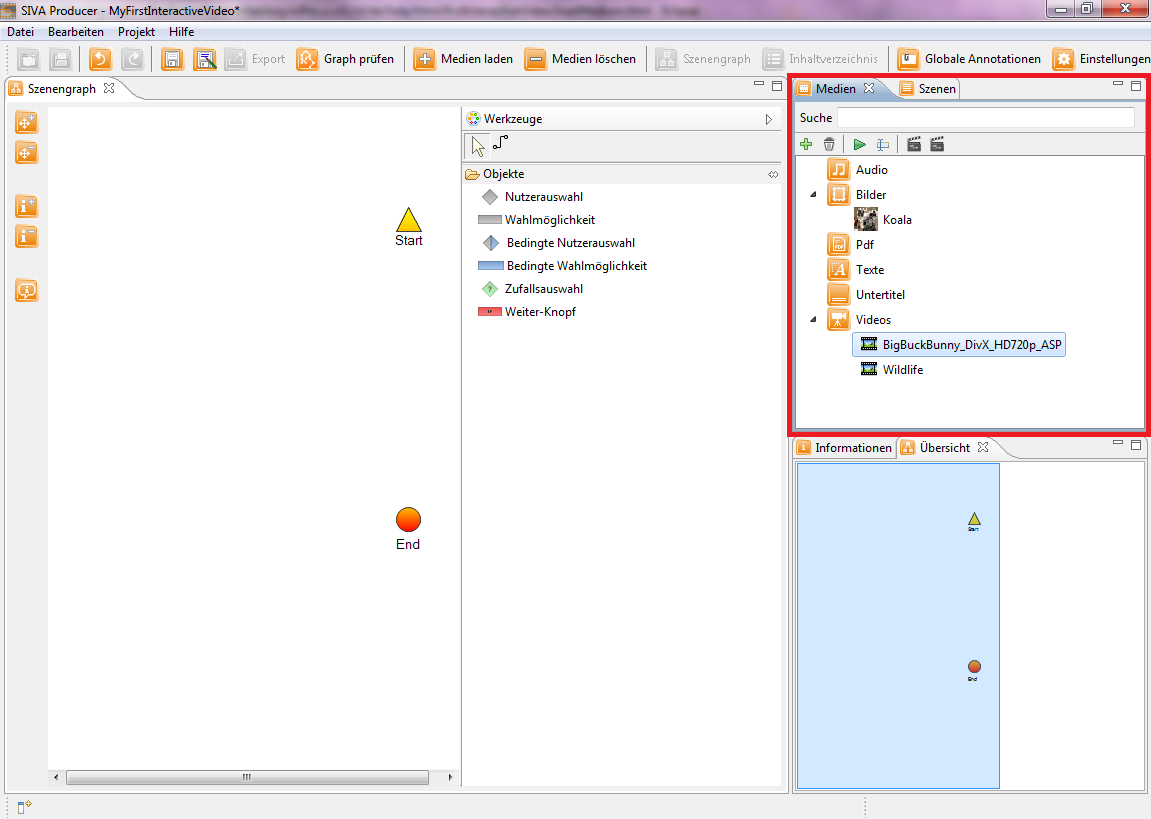 SIVA Producer - MyFirstInteractiveVideo*
Datei Bearbeiten Projekt Hilfe
Export Graph prüfen Medien laden Medien löschen Szenengraph Inhaltverzeichnis Globale Annotationen Einstellungen
Szenengraph
Werkzeuge
Objekte
Nutzerauswahl
Wahlmöglichkeit
Bedingte Nutzerauswahl
Bedingte Wahlmöglichkeit
Zufallsauswahl
Weiter-Knopf
Start
End
Medien Szenen
Suche
Audio
Bilder
Koala
Pdf
Texte
Untertitel
Videos
BigBuckBunny_DivX_HD720p_ASP
Wildlife
Informationen Übersicht
Start
End